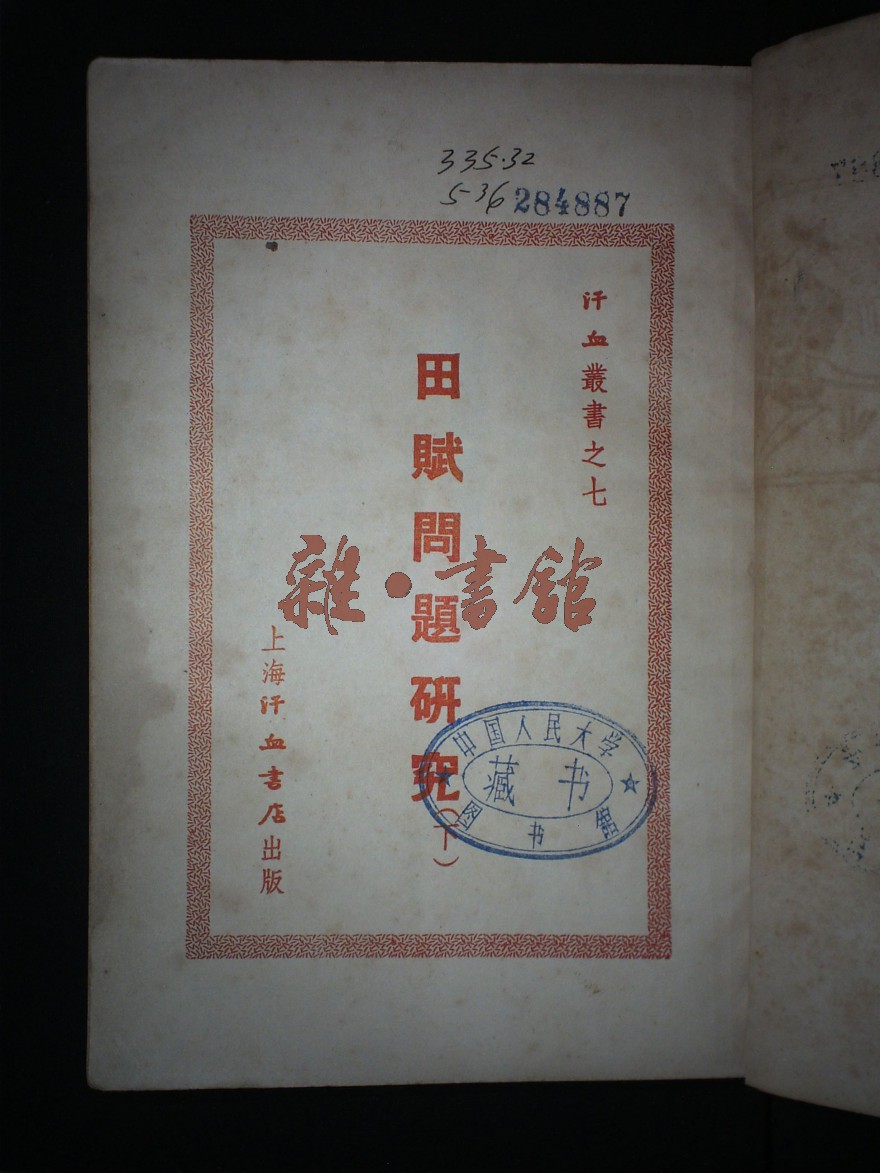 335.32
536
284887
汗血叢書之七
田賦問題研究（下）
雜·書館
上海汗血書店出版
中国人民大学
藏书
图书馆